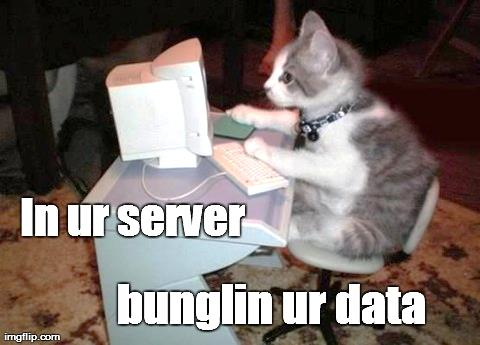 In ur server
bunglin ur data
imgflip.com